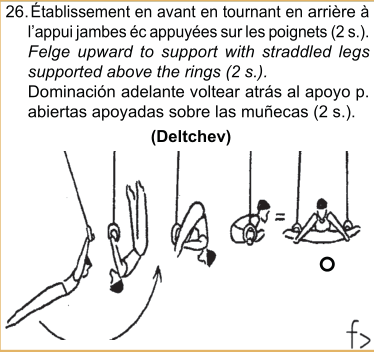 26. Établissement en avant en tournant en arrière à
l'appui jambes éc appuyées sur les poignets (2 s.).
Felge upward to support with straddled legs
supported above the rings (2 s.).
Dominación adelante voltear atrás al apoyo p.
abiertas apoyadas sobre las muñecas (2 s.).
(Deltchev)
=